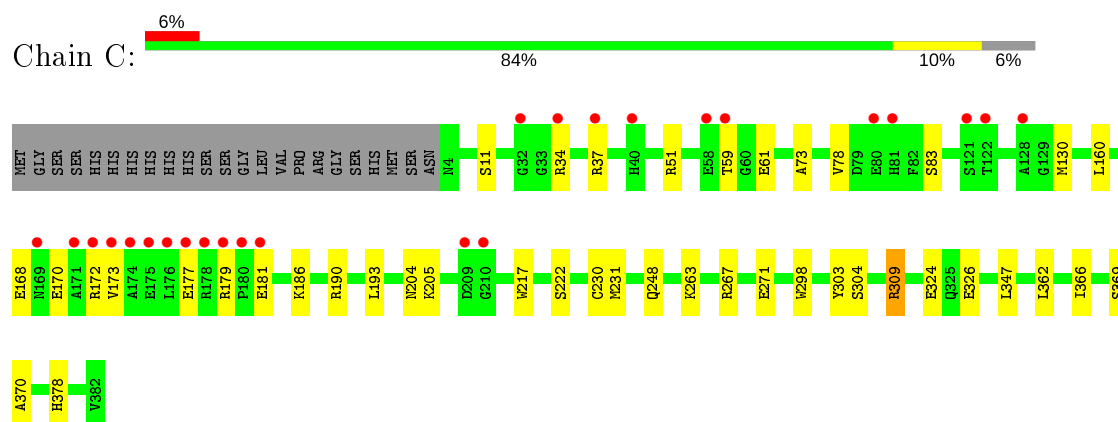 6%
Chain C:
84% 10% 6%
MET GLY SER SER HIS HIS HIS HIS HIS HIS SER SER GLY LEU VAL PRO ARG GLY SER HIS MET SER ASN N4 S11 G32 G33 R34 R37 H40 R51 E58 T59 G60 E61 A73 V78 D79 E80 H81 F82 S83 S121 T122 A128 G129 M130 L160
E168 N169 E170 A171 R172 V173 A174 E175 L176 E177 R178 R179 P180 E181 K186 R190 L193 N204 K205 D209 G210 W217 S222 C230 M231 Q248 K263 R267 E271 W298 Y303 S304 R309 E324 Q325 E326 L347 L362 I366 S369
A370 H378 V382